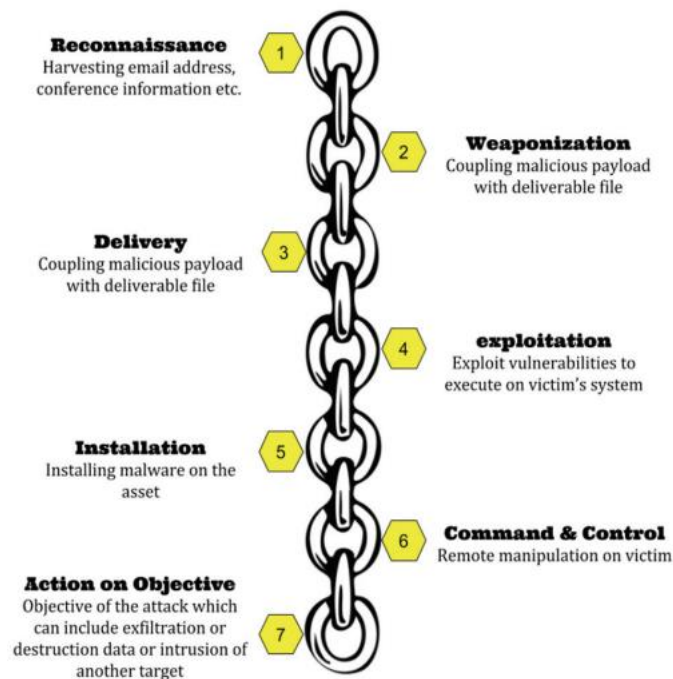 Reconnaissance
Harvesting email address,
conference information etc.
1
2
Weaponization
Coupling malicious payload
with deliverable file
Delivery
Coupling malicious payload
with deliverable file
3
4
exploitation
Exploit vulnerabilities to
execute on victim's system
Installation
Installing malware on the
asset
5
6
Command & Control
Remote manipulation on victim
Action on Objective
Objective of the attack which
can include exfiltration or
destruction data or intrusion of
another target
7